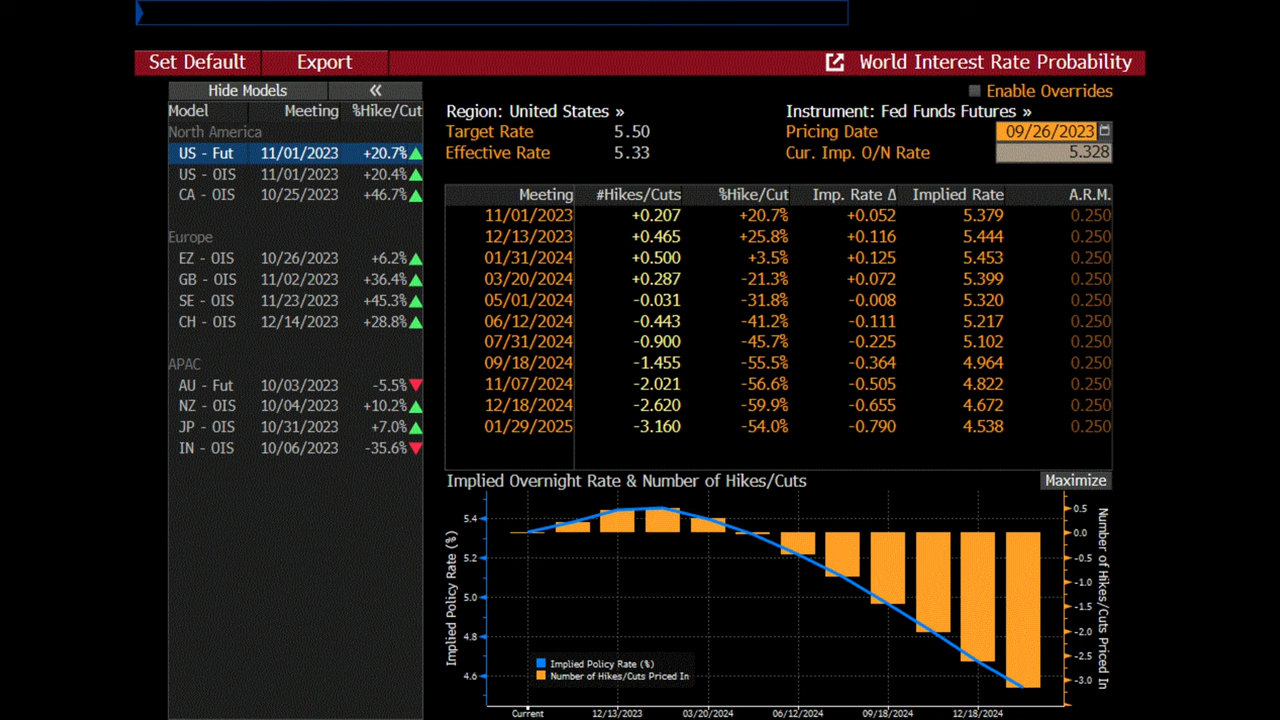 Set Default Export World Interest Rate Probability
Hide Models «
Model Meeting %Hike/Cut
North America
US - Fut 11/01/2023 +20.7%
US - OIS 11/01/2023 +20.4%
CA - OIS 10/25/2023 +46.7%
Europe
EZ - OIS 10/26/2023 +6.2%
GB - OIS 11/02/2023 +36.4%
SE - OIS 11/23/2023 +45.3%
CH - OIS 12/14/2023 +28.8%
APAC
AU - Fut 10/03/2023 -5.5%
NZ - OIS 10/04/2023 +10.2%
JP - OIS 10/31/2023 +7.0%
IN - OIS 10/06/2023 -35.6%
Enable Overrides
Region: United States » Instrument: Fed Funds Futures »
Target Rate 5.50 Pricing Date 09/26/2023
Effective Rate 5.33 Cur. Imp. O/N Rate 5.328
Meeting #Hikes/Cuts %Hike/Cut Imp. Rate Δ Implied Rate A.R.M.
11/01/2023 +0.207 +20.7% +0.052 5.379 0.250
12/13/2023 +0.465 +25.8% +0.116 5.444 0.250
01/31/2024 +0.500 +3.5% +0.125 5.453 0.250
03/20/2024 +0.287 -21.3% +0.072 5.399 0.250
05/01/2024 -0.031 -31.8% -0.008 5.320 0.250
06/12/2024 -0.443 -41.2% -0.111 5.217 0.250
07/31/2024 -0.900 -45.7% -0.225 5.102 0.250
09/18/2024 -1.455 -55.5% -0.364 4.964 0.250
11/07/2024 -2.021 -56.6% -0.505 4.822 0.250
12/18/2024 -2.620 -59.9% -0.655 4.672 0.250
01/29/2025 -3.160 -54.0% -0.790 4.538 0.250
Implied Overnight Rate & Number of Hikes/Cuts Maximize
Implied Policy Rate (%)
5.4
5.2
5.0
4.8
4.6
Implied Policy Rate (%)
Number of Hikes/Cuts Priced In
0.5
0.0
-0.5
-1.0
-1.5
-2.0
-2.5
-3.0
Number of Hikes/Cuts Priced In
Current 12/13/2023 03/20/2024 06/12/2024 09/18/2024 12/18/2024